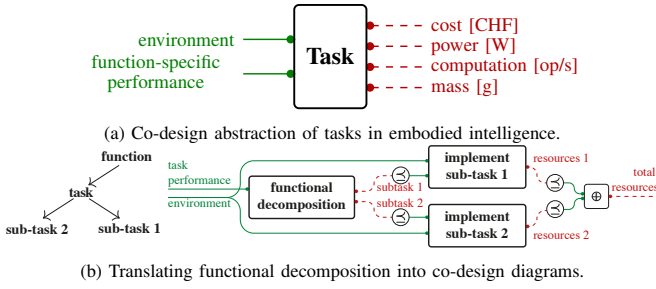 environment
function-specific
performance
Task
cost [CHF]
power [W]
computation [op/s]
mass [g]
(a) Co-design abstraction of tasks in embodied intelligence.
function
task
sub-task 2
sub-task 1
task
performance
environment
functional
decomposition
subtask 1
subtask 2
⪯
⪯
implement
sub-task 1
implement
sub-task 2
resources 1
resources 2
⪯
⪯
⊕
total
resources
(b) Translating functional decomposition into co-design diagrams.